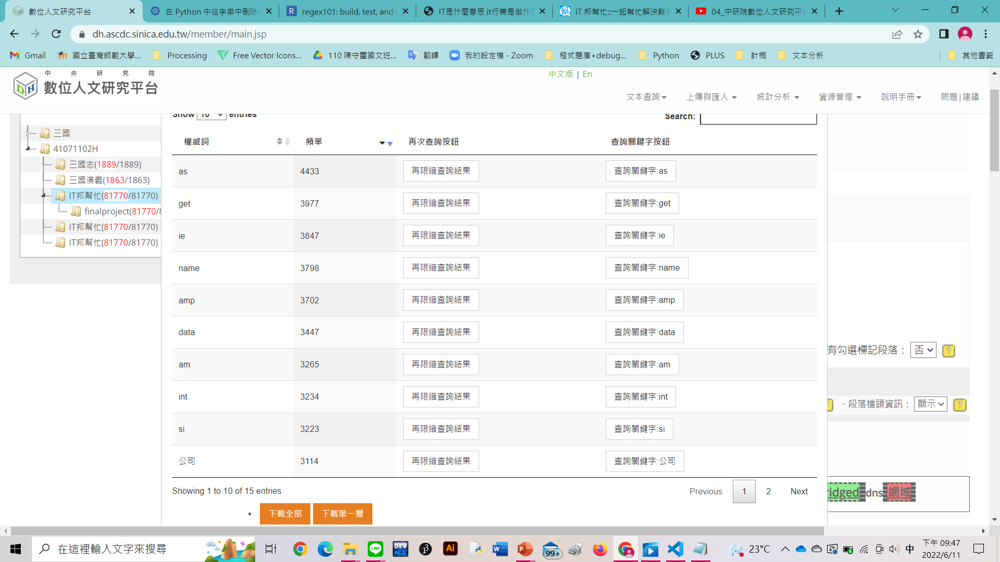 數位人文研究平台
在 Python 中從字串中刪除
regex101: build, test, and
IT是什麼意思 it行業是做什
iT 邦幫忙::一起幫忙解決難
04_中研院數位人文研究平
dh.ascdc.sinica.edu.tw/member/main.jsp
Gmail
國立臺灣師範大學...
Processing
Free Vector Icons...
110 陳守璽國文班...
翻譯
我的設定檔 - Zoom
程式題庫+debug...
Python
PLUS
計概
文本分析
其他書籤
中央研究院
數位人文研究平台
中文版 | En
文本查詢
上傳與匯入
統計分析
資源管理
說明手冊
問題|建議
三國
41071102H
三國志(1889/1889)
三國演義(1863/1863)
IT邦幫忙(81770/81770)
finalproject(81770/8
IT邦幫忙(81770/81770)
IT邦幫忙(81770/81770)
Show 10 entries
Search:
權威詞 頻率 再次查詢按鈕 查詢關鍵字按鈕
as 4433 再限縮查詢結果 查詢關鍵字:as
get 3977 再限縮查詢結果 查詢關鍵字:get
ie 3847 再限縮查詢結果 查詢關鍵字:ie
name 3798 再限縮查詢結果 查詢關鍵字:name
amp 3702 再限縮查詢結果 查詢關鍵字:amp
data 3447 再限縮查詢結果 查詢關鍵字:data
am 3265 再限縮查詢結果 查詢關鍵字:am
int 3234 再限縮查詢結果 查詢關鍵字:int
si 3223 再限縮查詢結果 查詢關鍵字:si
公司 3114 再限縮查詢結果 查詢關鍵字:公司
Showing 1 to 10 of 15 entries
Previous 1 2 Next
下載全部 下載第一層
有勾選標記段落： 否
、段落檔頭資訊： 顯示
ridged dns 網域
在這裡輸入文字來搜尋
LINE
DEV C++
Ai
99+
23°C
中
下午 09:47
2022/6/11